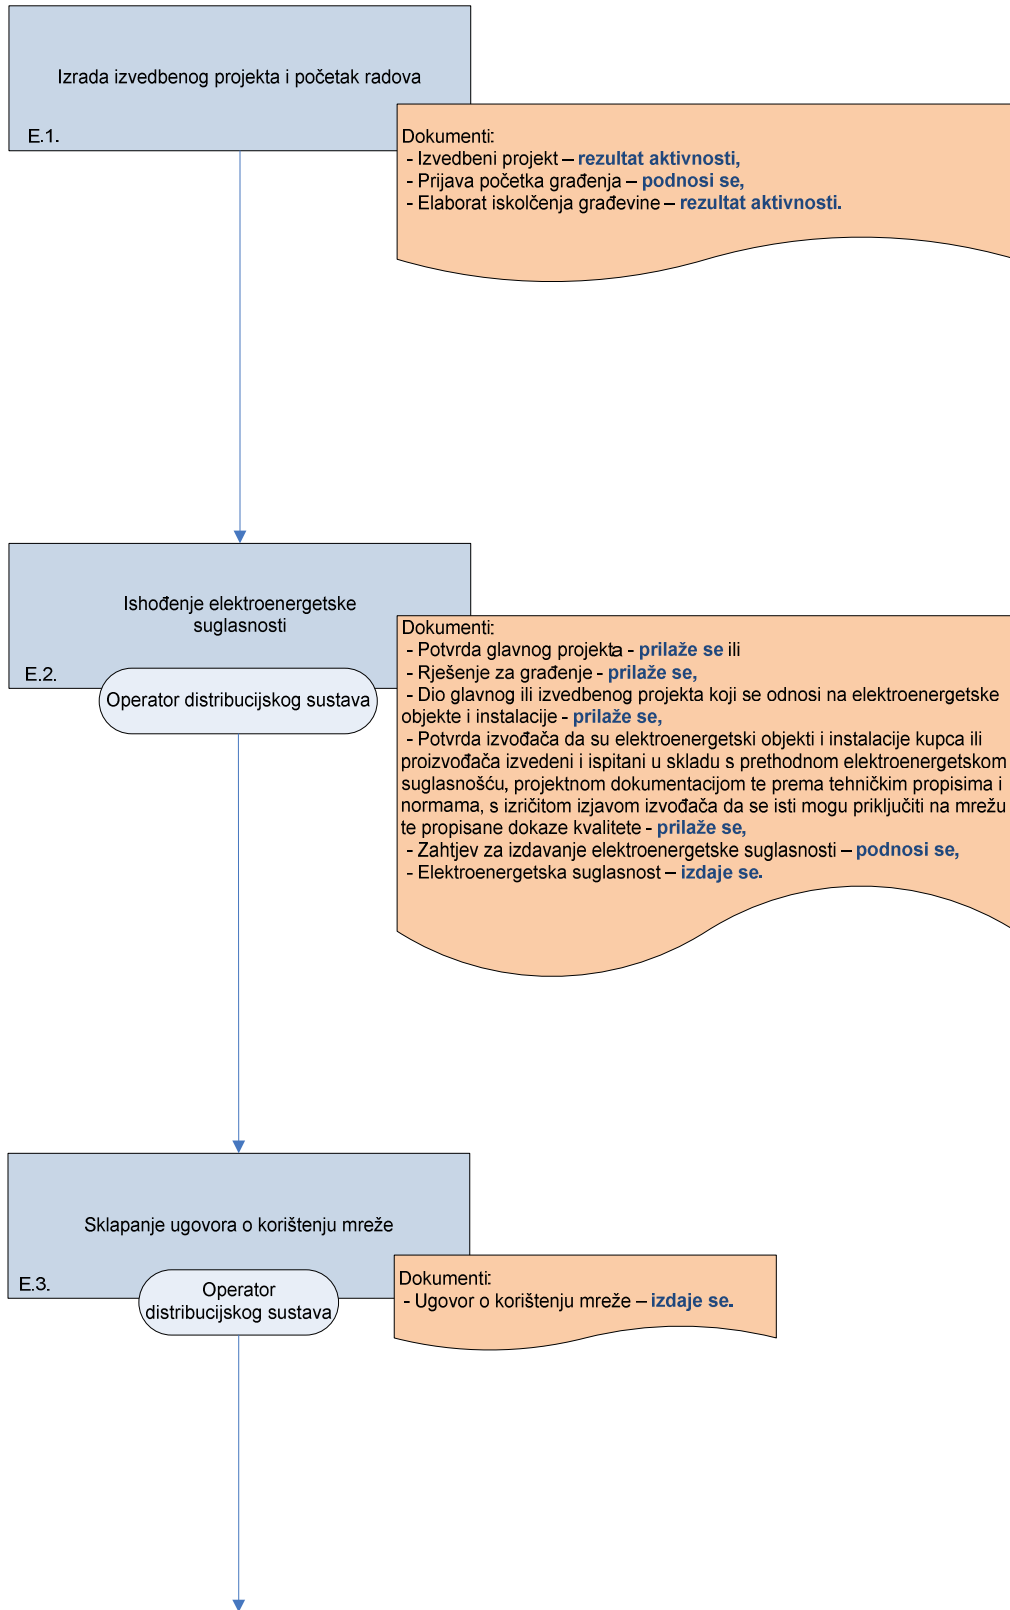 Izrada izvedbenog projekta i početak radova
E.1.
Dokumenti:
- Izvedbeni projekt – rezultat aktivnosti,
- Prijava početka građenja – podnosi se,
- Elaborat iskolčenja građevine – rezultat aktivnosti.
Ishođenje elektroenergetske
suglasnosti
E.2.
Operator distribucijskog sustava
Dokumenti:
- Potvrda glavnog projekta - prilaže se ili
- Rješenje za građenje - prilaže se,
- Dio glavnog ili izvedbenog projekta koji se odnosi na elektroenergetske
objekte i instalacije - prilaže se,
- Potvrda izvođača da su elektroenergetski objekti i instalacije kupca ili
proizvođača izvedeni i ispitani u skladu s prethodnom elektroenergetskom
suglasnošću, projektnom dokumentacijom te prema tehničkim propisima i
normama, s izričitom izjavom izvođača da se isti mogu priključiti na mrežu
te propisane dokaze kvalitete - prilaže se,
- Zahtjev za izdavanje elektroenergetske suglasnosti – podnosi se,
- Elektroenergetska suglasnost – izdaje se.
Sklapanje ugovora o korištenju mreže
E.3.
Operator
distribucijskog sustava
Dokumenti:
- Ugovor o korištenju mreže – izdaje se.